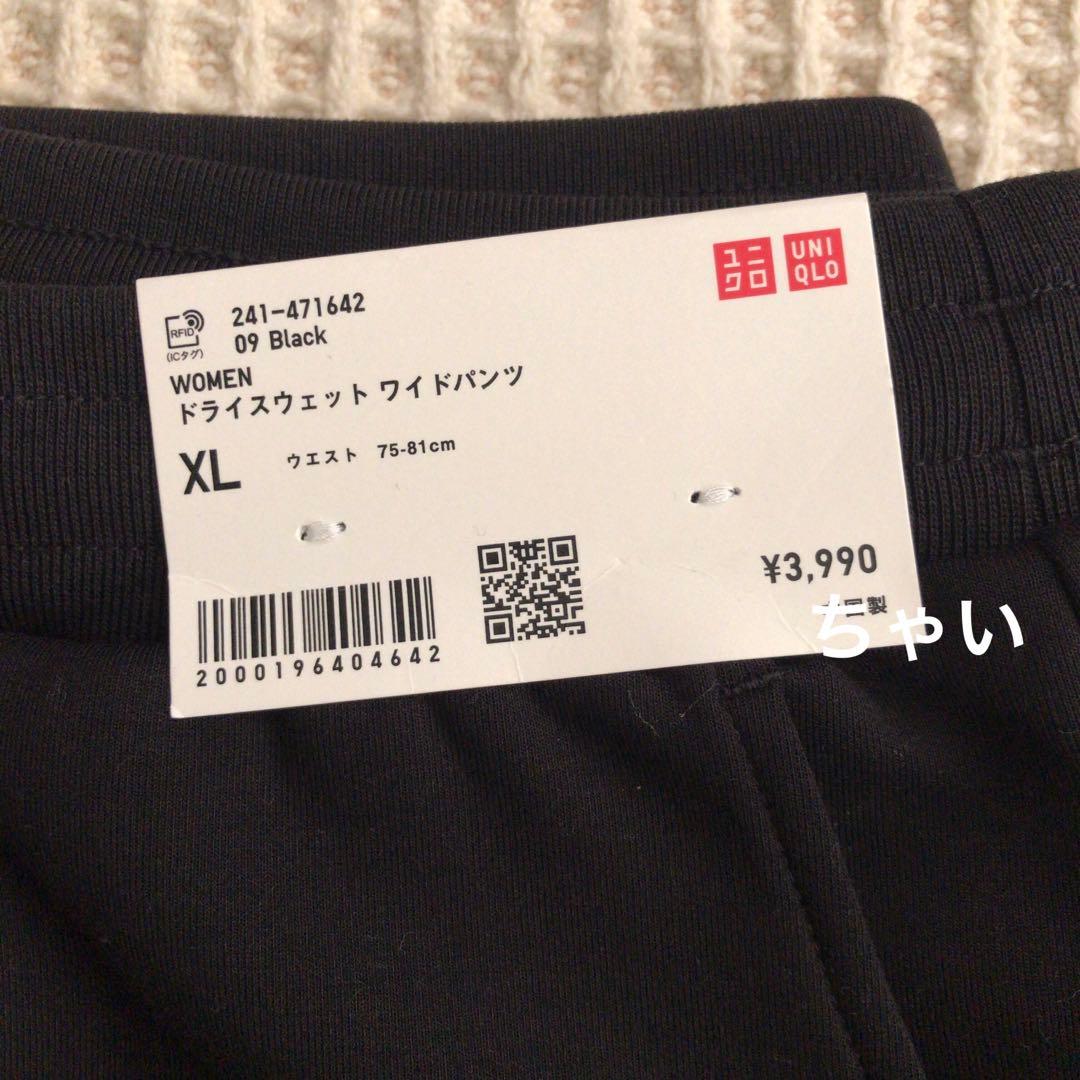 ユニ
クロ
UNI
QLO
RFID
(ICタグ)
241-471642
09 Black
WOMEN
ドライスウェット ワイドパンツ
XL
ウエスト 75-81cm
¥3,990
ちゃい
2000196404642